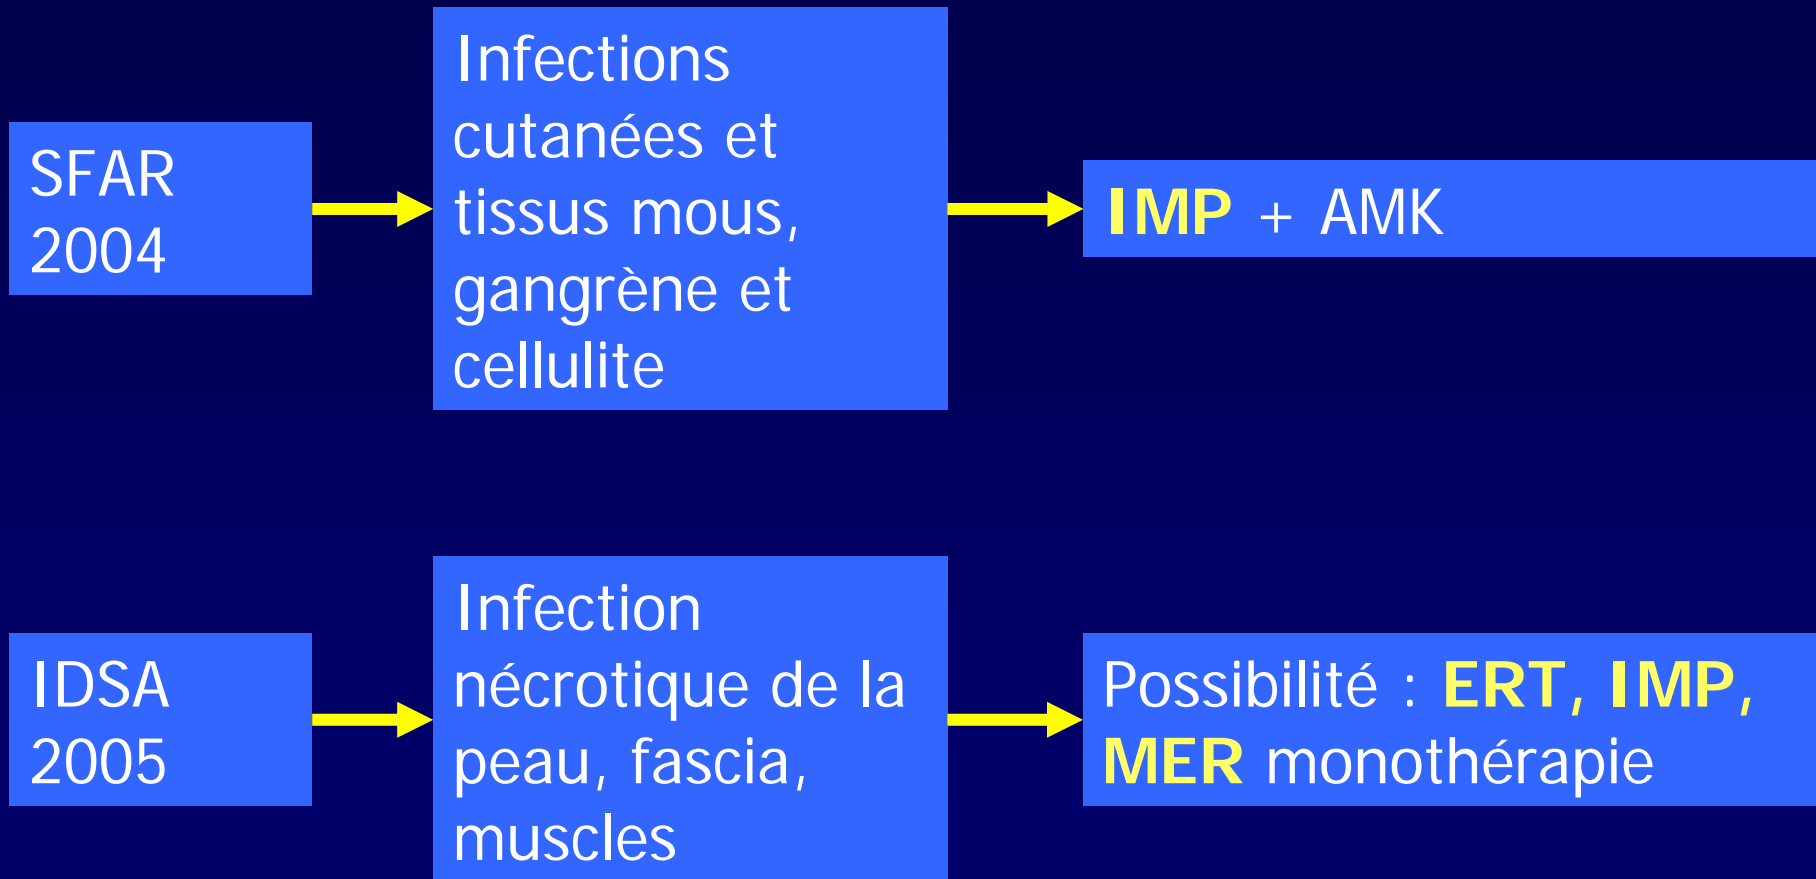 SFAR
2004
Infections
cutanées et
tissus mous,
gangrène et
cellulite
IMP + AMK
IDSA
2005
Infection
nécrotique de la
peau, fascia,
muscles
Possibilité : ERT, IMP,
MER monothérapie